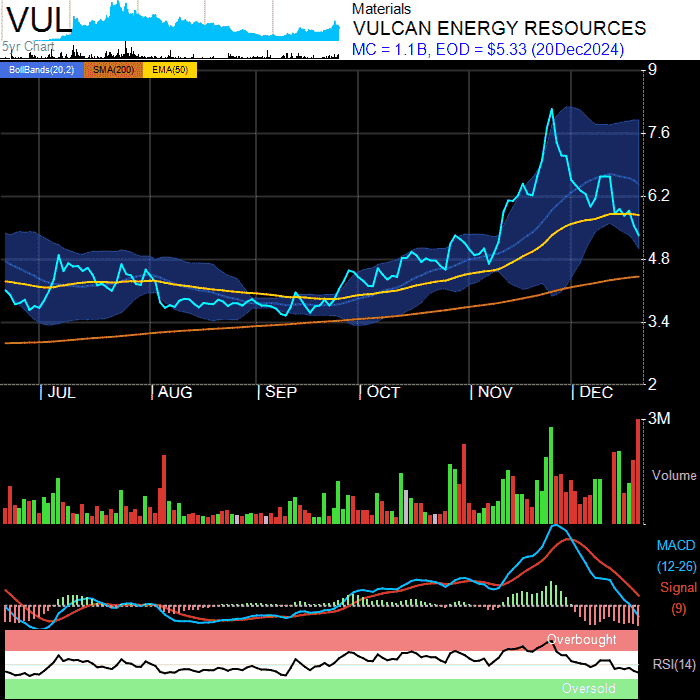 VUL
5yr Chart
Materials
VULCAN ENERGY RESOURCES
MC = 1.1B, EOD = $5.33 (20Dec2024)
BollBands(20,2) SMA(200) EMA(50)
9
7.6
6.2
4.8
3.4
2
JUL AUG SEP OCT NOV DEC
3M
Volume
MACD
(12-26)
Signal
(9)
Overbought
RSI(14)
Oversold